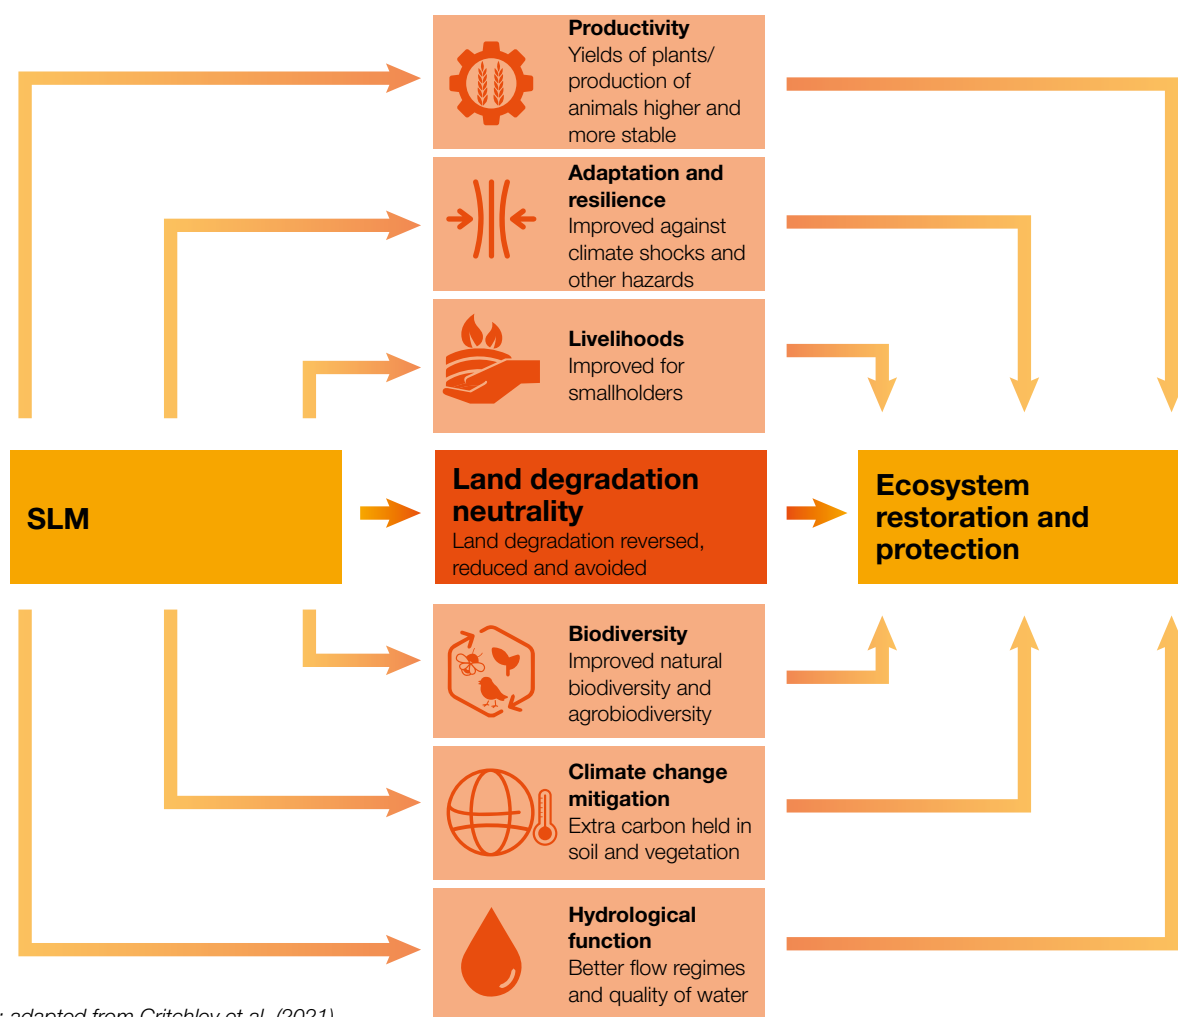 Productivity
Yields of plants/
production of
animals higher and
more stable
Adaptation and
resilience
Improved against
climate shocks and
other hazards
Livelihoods
Improved for
smallholders
SLM
Land degradation
neutrality
Land degradation reversed,
reduced and avoided
Ecosystem
restoration and
protection
Biodiversity
Improved natural
biodiversity and
agrobiodiversity
Climate change
mitigation
Extra carbon held in
soil and vegetation
Hydrological
function
Better flow regimes
and quality of water
: adapted from Critchley et al. (2021)